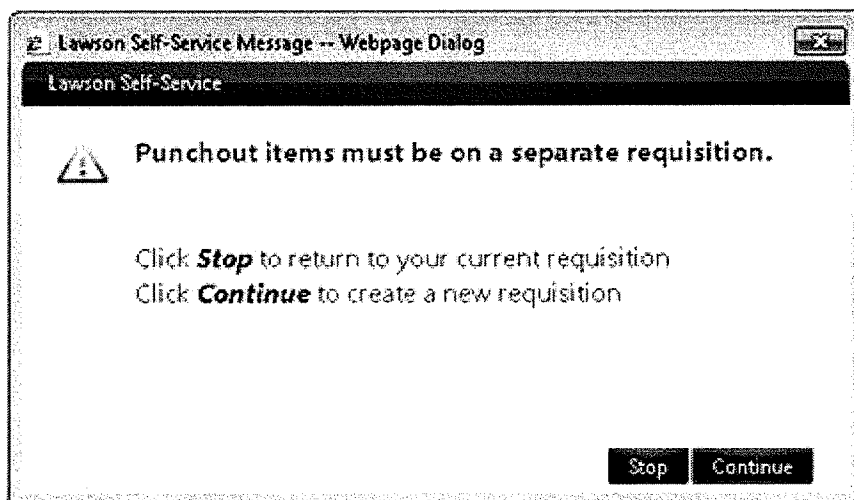 Lawson Self-Service Message -- Webpage Dialog
Lawson Self-Service
Punchout items must be on a separate requisition.
Click Stop to return to your current requisition
Click Continue to create a new requisition
Stop Continue